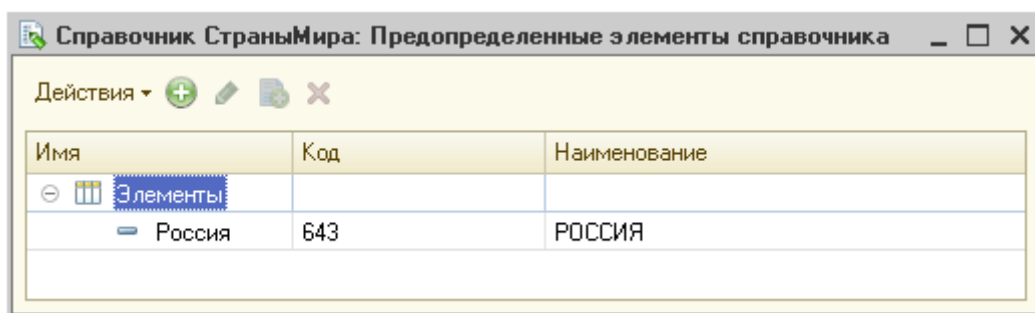 Справочник СтраныМира: Предопределенные элементы справочника
Действия
Имя Код Наименование
Элементы
Россия 643 РОССИЯ